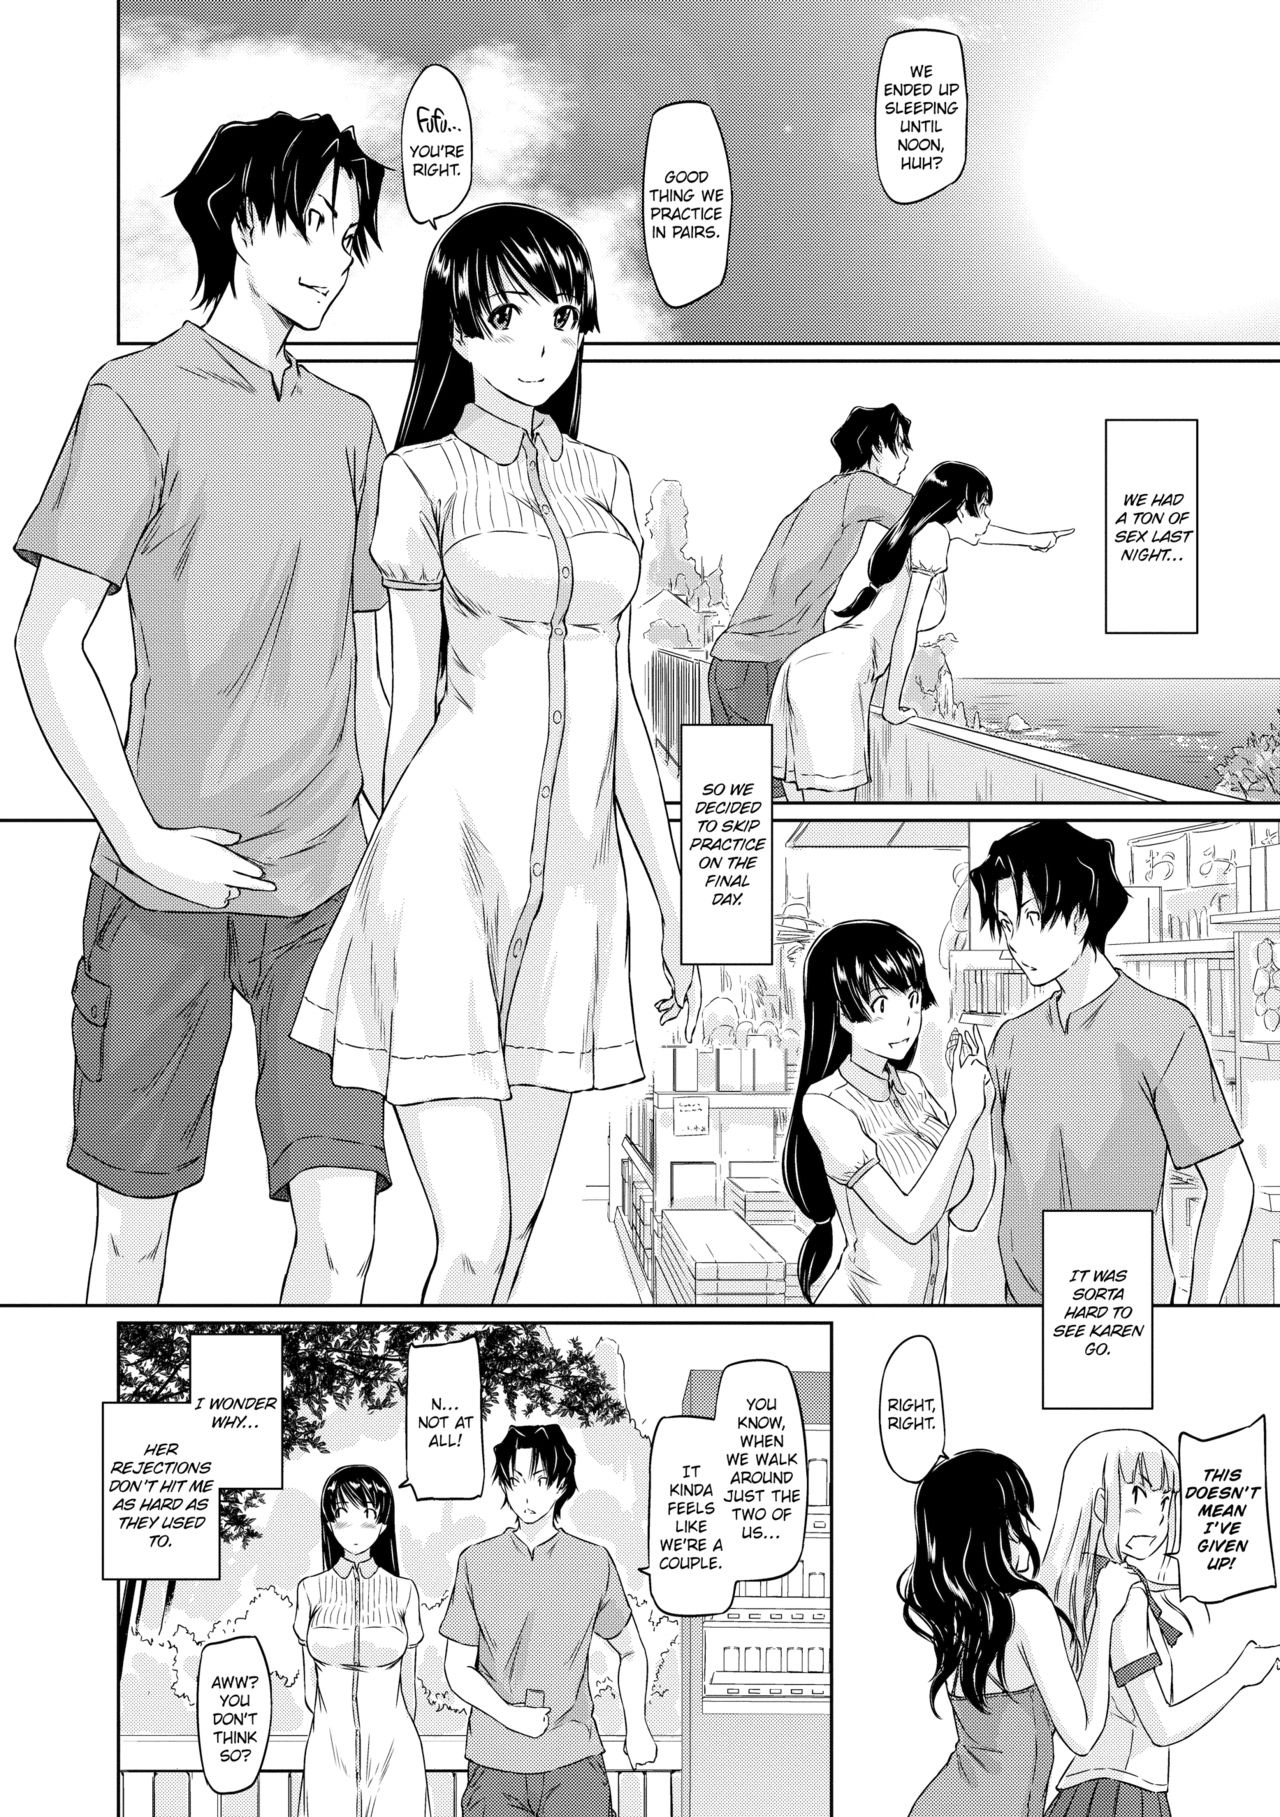 WE
ENDED UP
SLEEPING
UNTIL
NOON,
HUH?
GOOD
THING WE
PRACTICE
IN PAIRS.
FUFU...
YOU'RE
RIGHT.
WE HAD
A TON OF
SEX LAST
NIGHT...
SO WE
DECIDED
TO SKIP
PRACTICE
ON THE
FINAL
DAY.
お
み
IT WAS
SORTA
HARD TO
SEE KAREN
GO.
THIS
DOESN'T
MEAN
I'VE
GIVEN
UP!
RIGHT,
RIGHT.
YOU
KNOW,
WHEN
WE WALK
AROUND
JUST THE
TWO OF
US...
IT
KINDA
FEELS
LIKE
WE'RE A
COUPLE.
N...
NOT AT
ALL!
AWW?
YOU
DON'T
THINK
SO?
I WONDER
WHY...
HER
REJECTIONS
DON'T HIT ME
AS HARD AS
THEY USED
TO.